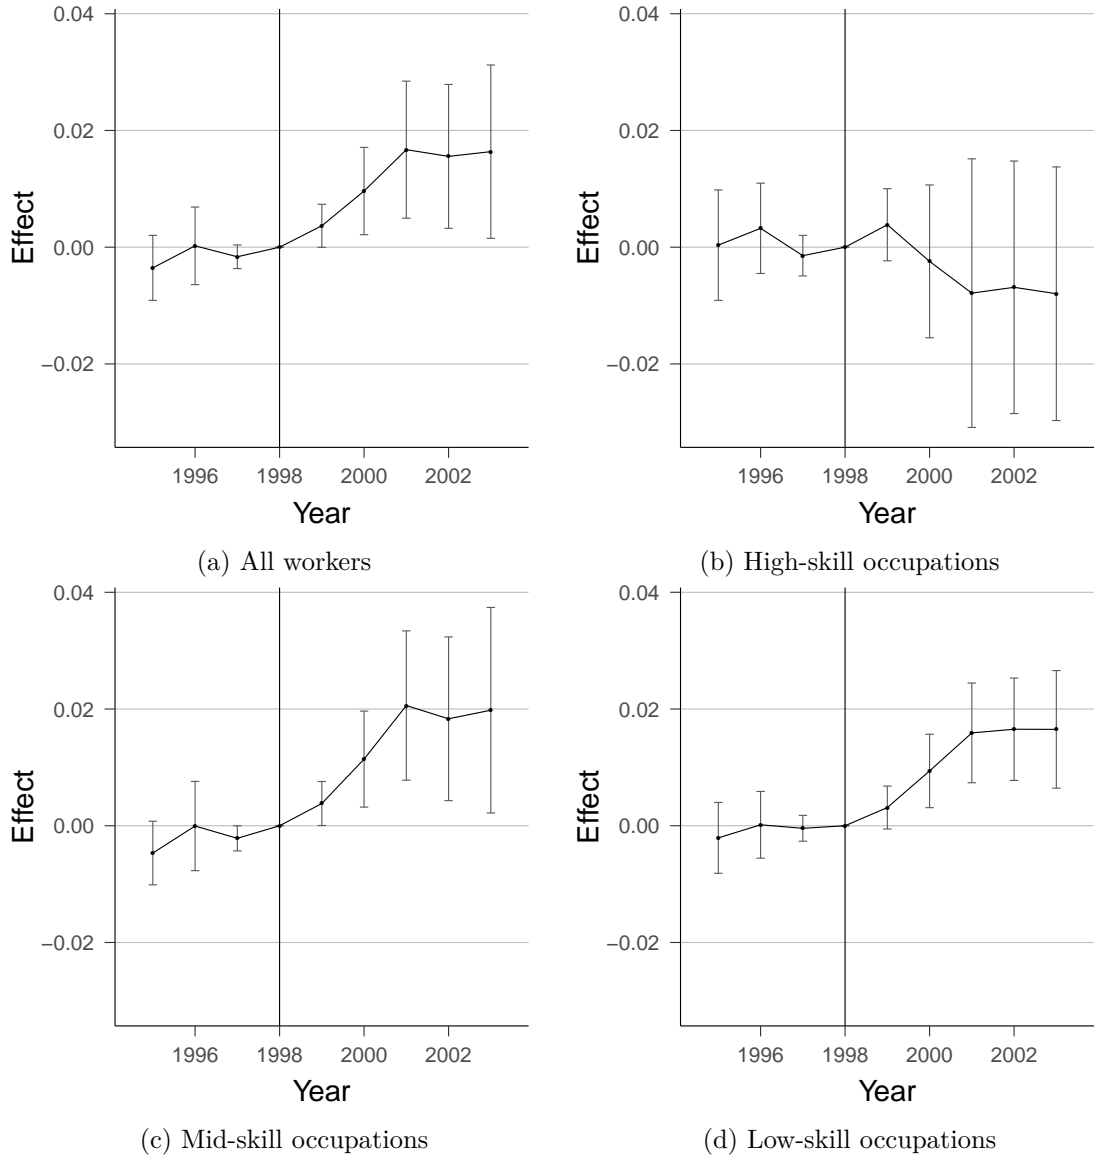 0.04
0.02
0.00
−0.02
Effect
1996
1998
2000
2002
Year
(a) All workers
0.04
0.02
0.00
−0.02
Effect
1996
1998
2000
2002
Year
(b) High-skill occupations
0.04
0.02
0.00
−0.02
Effect
1996
1998
2000
2002
Year
(c) Mid-skill occupations
0.04
0.02
0.00
−0.02
Effect
1996
1998
2000
2002
Year
(d) Low-skill occupations